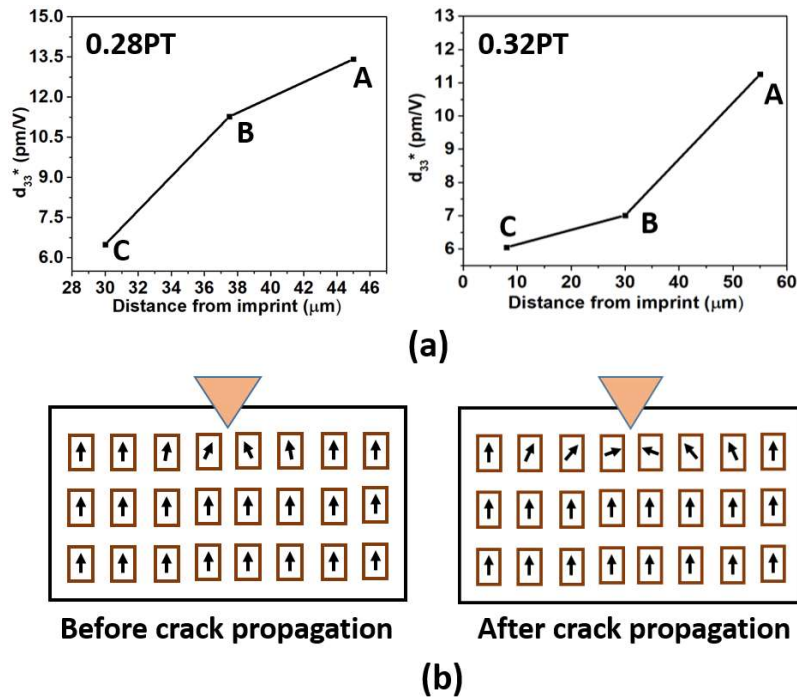 0.28PT
15.0
13.5
12.0
10.5
9.0
7.5
6.0
d33* (pm/V)
A
B
C
28 30 32 34 36 38 40 42 44 46
Distance from imprint (μm)
0.32PT
13
12
11
10
9
8
7
6
d33* (pm/V)
A
B
C
0 10 20 30 40 50 60
Distance from imprint (μm)
(a)
Before crack propagation
After crack propagation
(b)